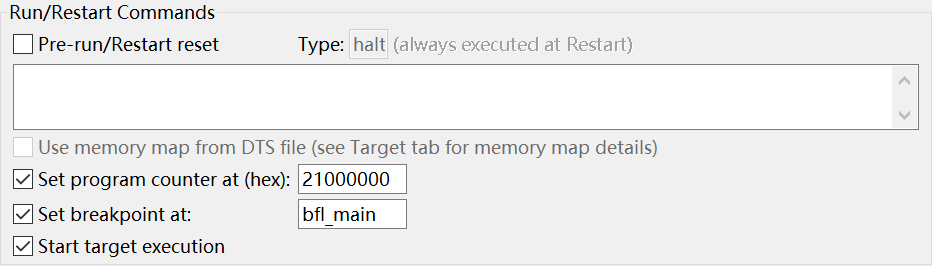 Run/Restart Commands
Pre-run/Restart reset Type: halt (always executed at Restart)
Use memory map from DTS file (see Target tab for memory map details)
Set program counter at (hex): 21000000
Set breakpoint at: bfl_main
Start target execution